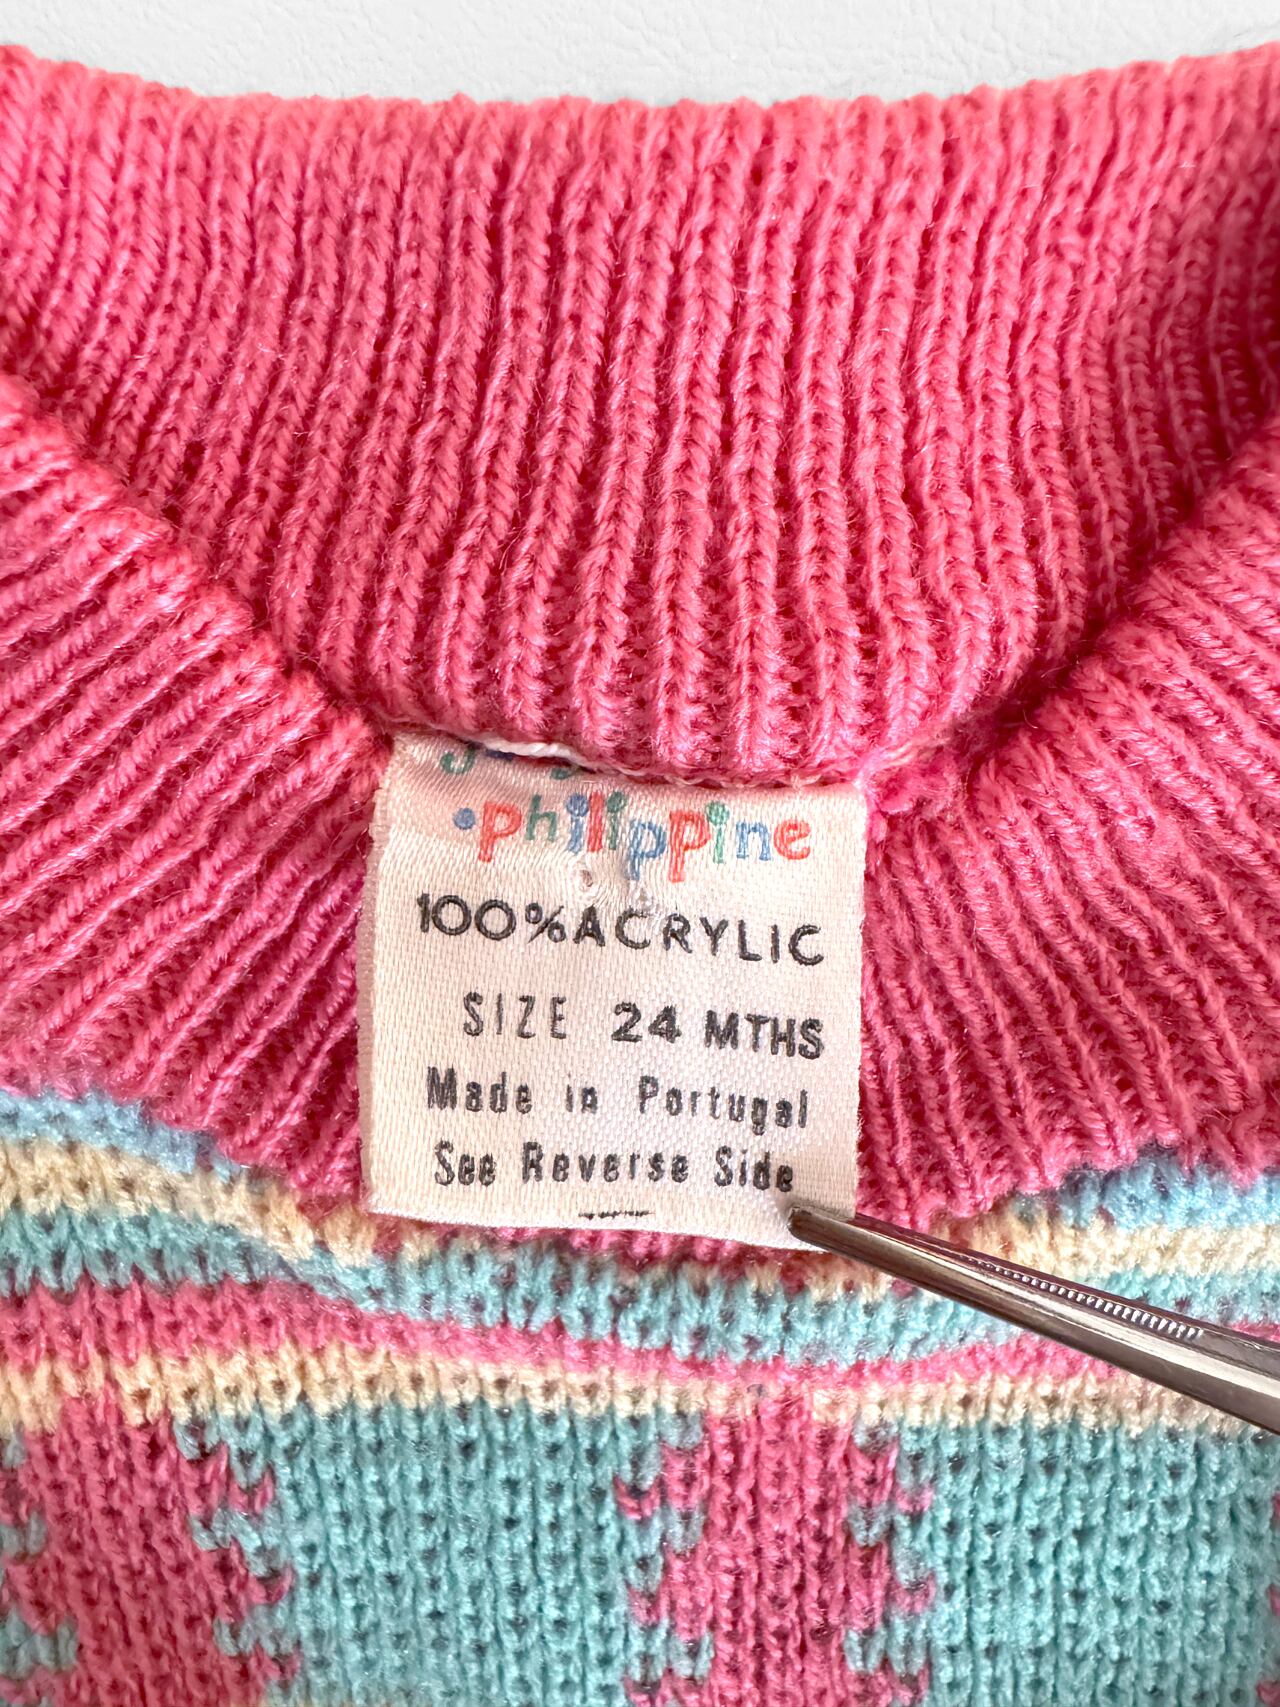 •philippine
100% ACRYLIC
SIZE 24 MTHS
Made in Portugal
See Reverse Side